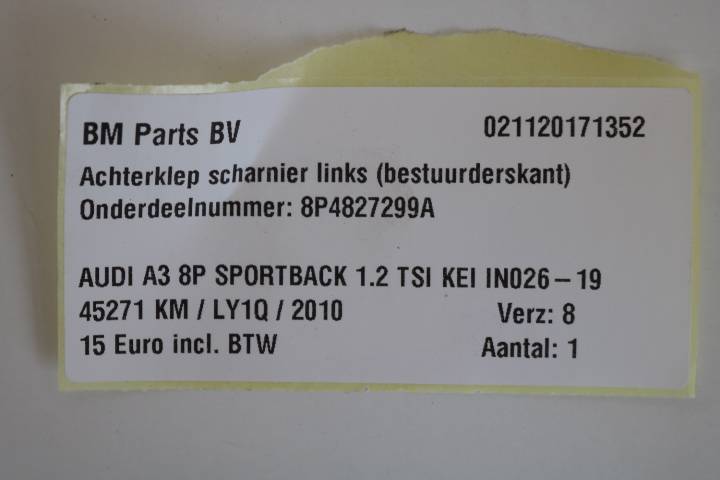 BM Parts BV 021120171352
Achterklep scharnier links (bestuurderskant)
Onderdeelnummer: 8P4827299A
AUDI A3 8P SPORTBACK 1.2 TSI KEI IN026-19
45271 KM / LY1Q / 2010 Verz: 8
15 Euro incl. BTW Aantal: 1